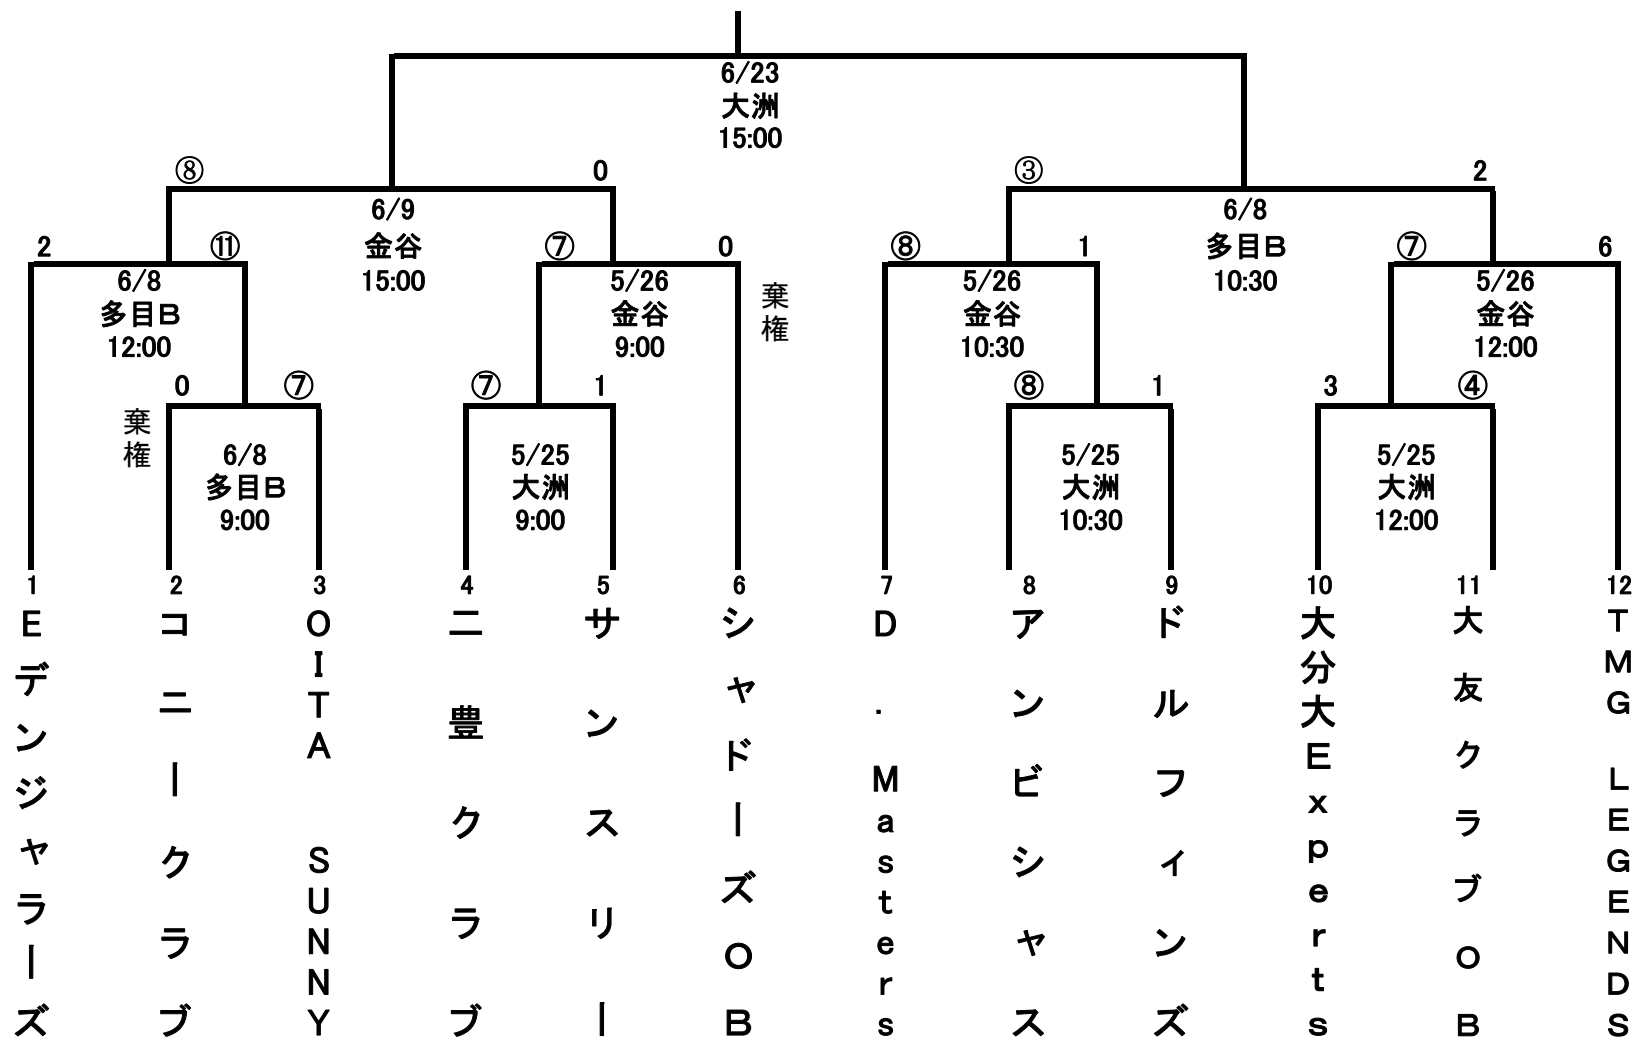 6/23
大洲
15:00
⑧ 0 ③ 2
6/9
金谷
15:00
6/8
多目B
10:30
2 ⑪ ⑦ 0 ⑧ 1 ⑦ 6
6/8
多目B
12:00
5/26
金谷
9:00
棄権
5/26
金谷
10:30
5/26
金谷
12:00
0 ⑦ ⑦ 1 ⑧ 1 3 ④
棄権
6/8
多目B
9:00
5/25
大洲
9:00
5/25
大洲
10:30
5/25
大洲
12:00
1 2 3 4 5 6 7 8 9 10 11 12
Eデンジャラーズ
コニークラブ
OITA SUNNY
二豊クラブ
サンスリー
シャドーズOB
D.Masters
アンビシャス
ドルフィンズ
大分大Experts
大友クラブOB
TMG LEGENDS